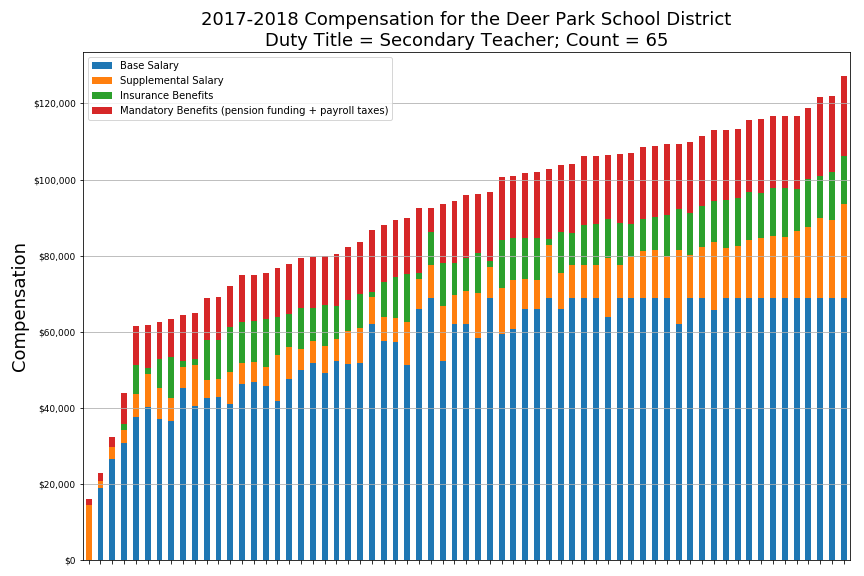 2017-2018 Compensation for the Deer Park School District
Duty Title = Secondary Teacher; Count = 65
Base Salary
Supplemental Salary
Insurance Benefits
Mandatory Benefits (pension funding + payroll taxes)
Compensation
$120,000
$100,000
$80,000
$60,000
$40,000
$20,000
$0